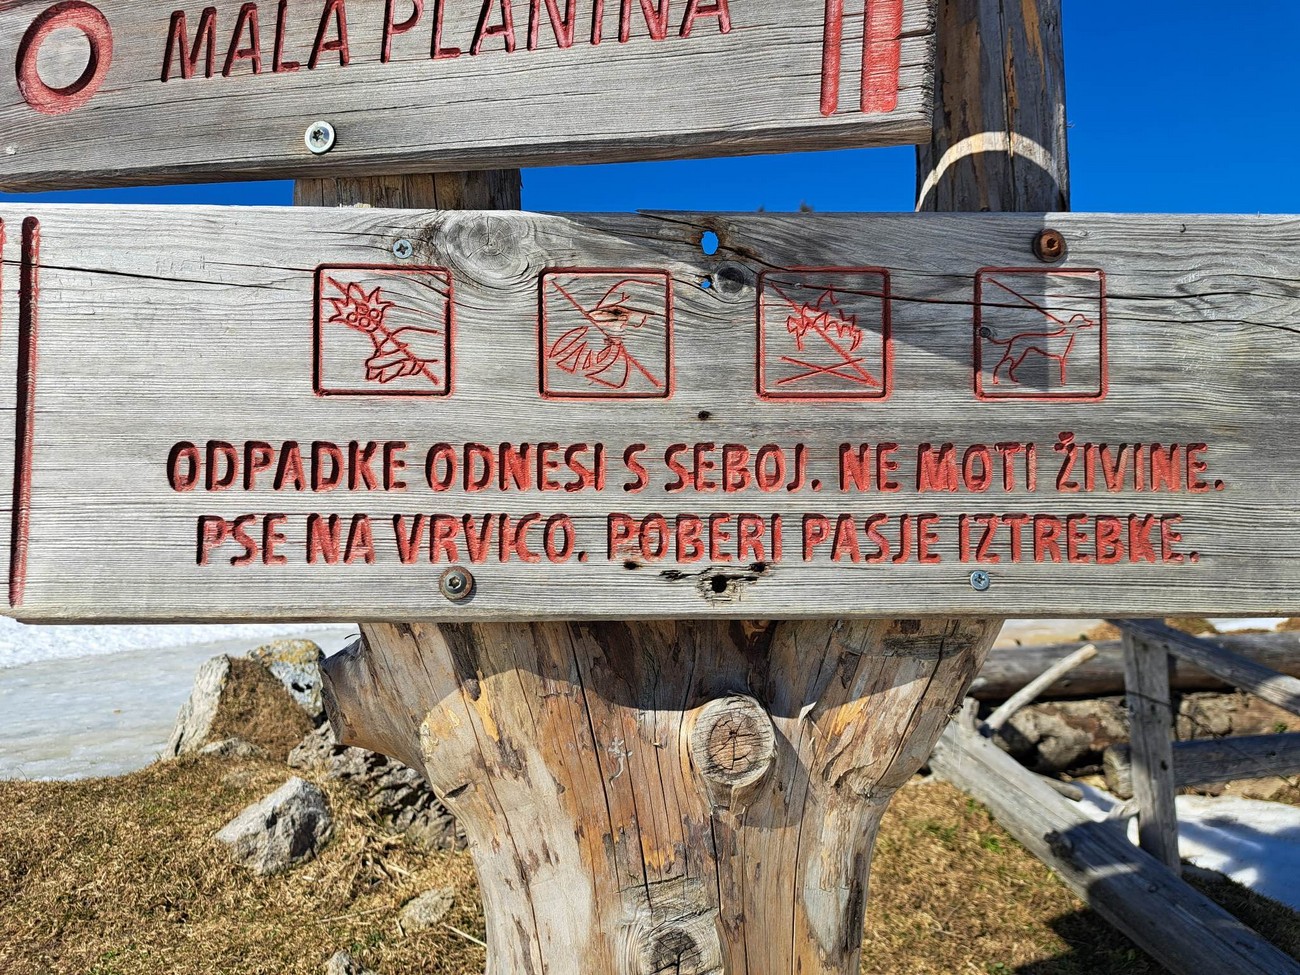 MALA PLANINA
ODPADKE ODNESI S SEBOJ. NE MOTI ŽIVINE.
PSE NA VRVICO. POBERI PASJE IZTREBKE.